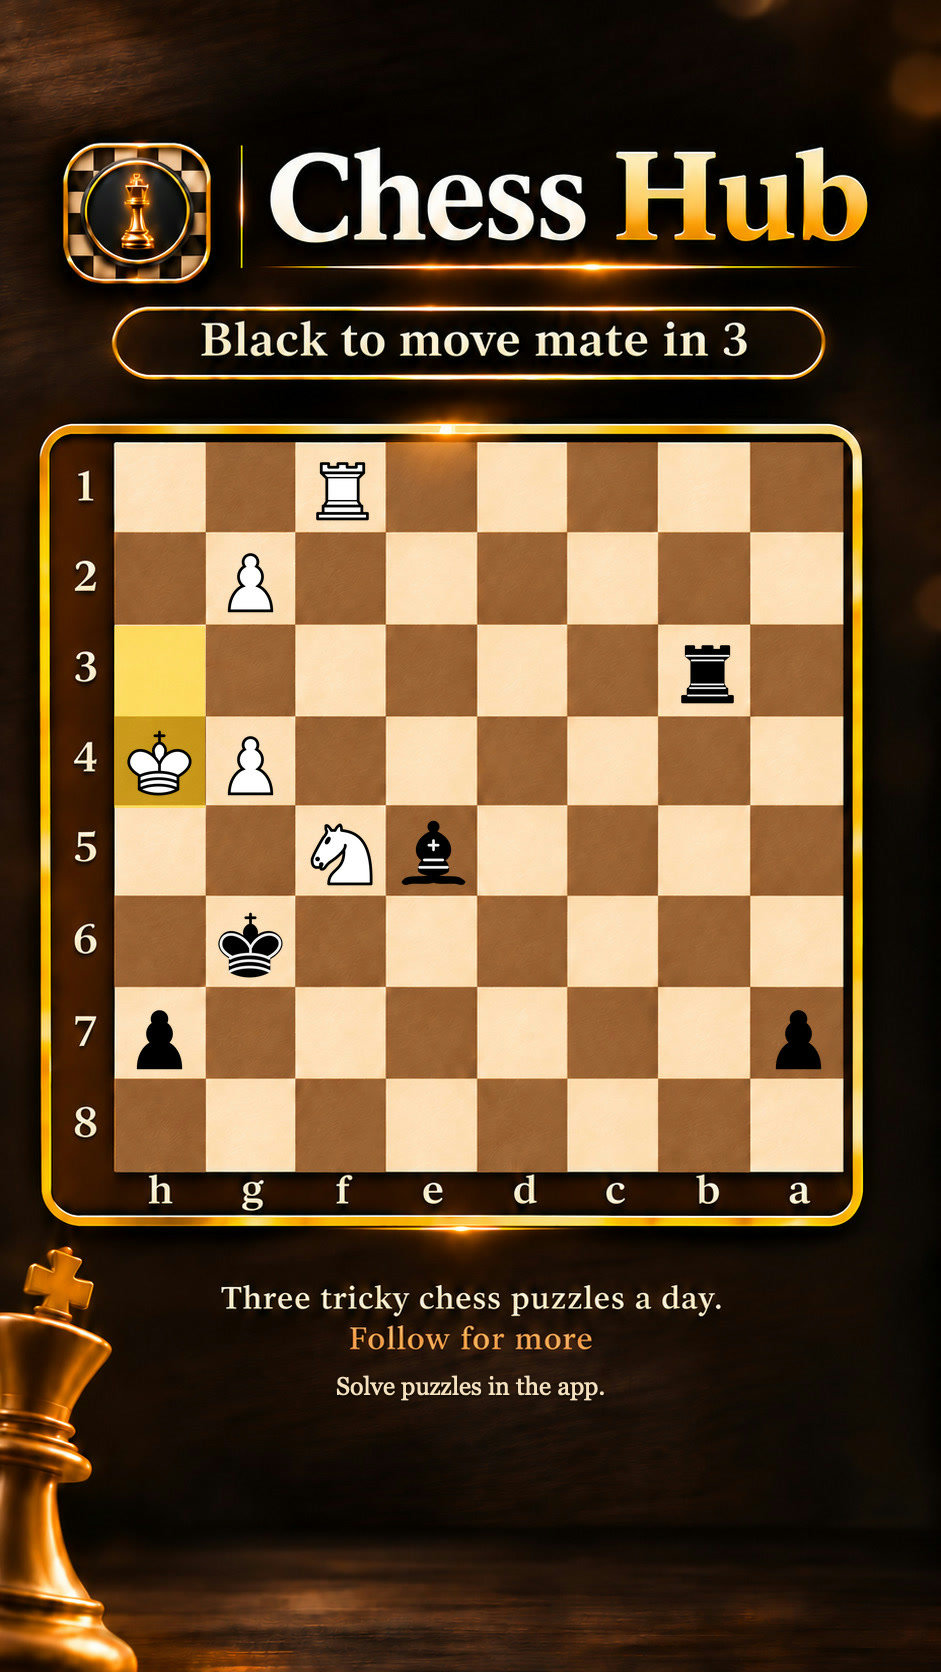 Chess Hub
Black to move mate in 3
1
2
3
4
5
6
7
8
h g f e d c b a
Three tricky chess puzzles a day.
Follow for more
Solve puzzles in the app.